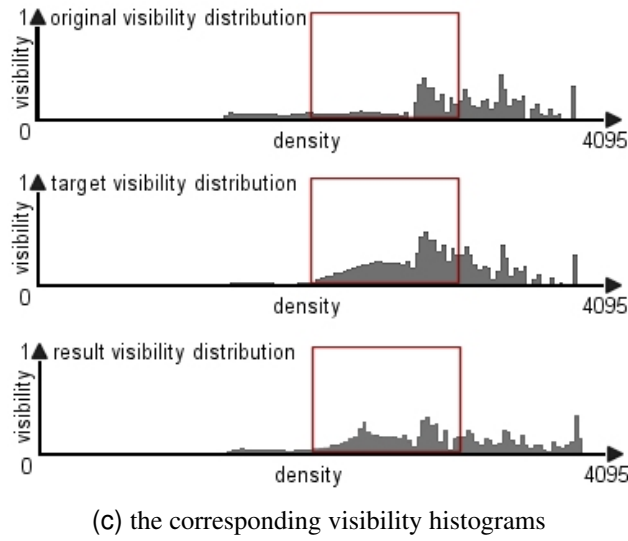 1 original visibility distribution
visibility
0 density 4095
1 target visibility distribution
visibility
0 density 4095
1 result visibility distribution
visibility
0 density 4095
(c) the corresponding visibility histograms